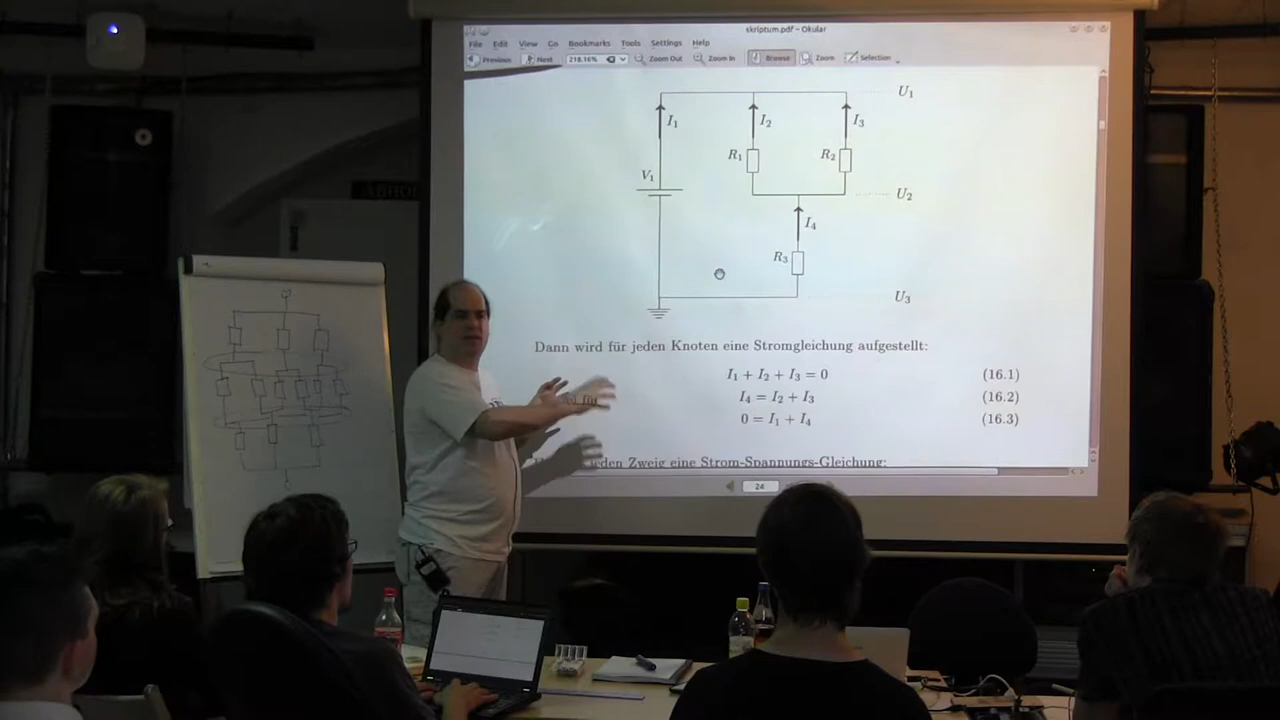 skriptum.pdf – Okular
File Edit View Go Bookmarks Tools Settings Help
Previous Next 218.16% Zoom Out Zoom In Browse Zoom Selection
U₁
I₁ I₂ I₃
R₁ R₂
V₁
U₂
I₄
R₃
U₃
Dann wird für jeden Knoten eine Stromgleichung aufgestellt:
I₁ + I₂ + I₃ = 0 (16.1)
I₄ = I₂ + I₃ (16.2)
0 = I₁ + I₄ (16.3)
für
jeden Zweig eine Strom-Spannungs-Gleichung:
24